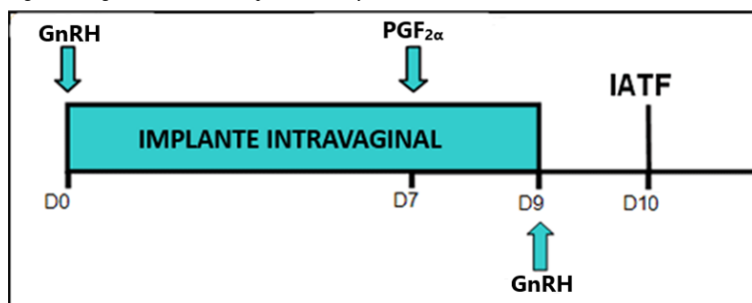 GnRH
PGF2α
IATF
IMPLANTE INTRAVAGINAL
D0
D7
D9
D10
GnRH